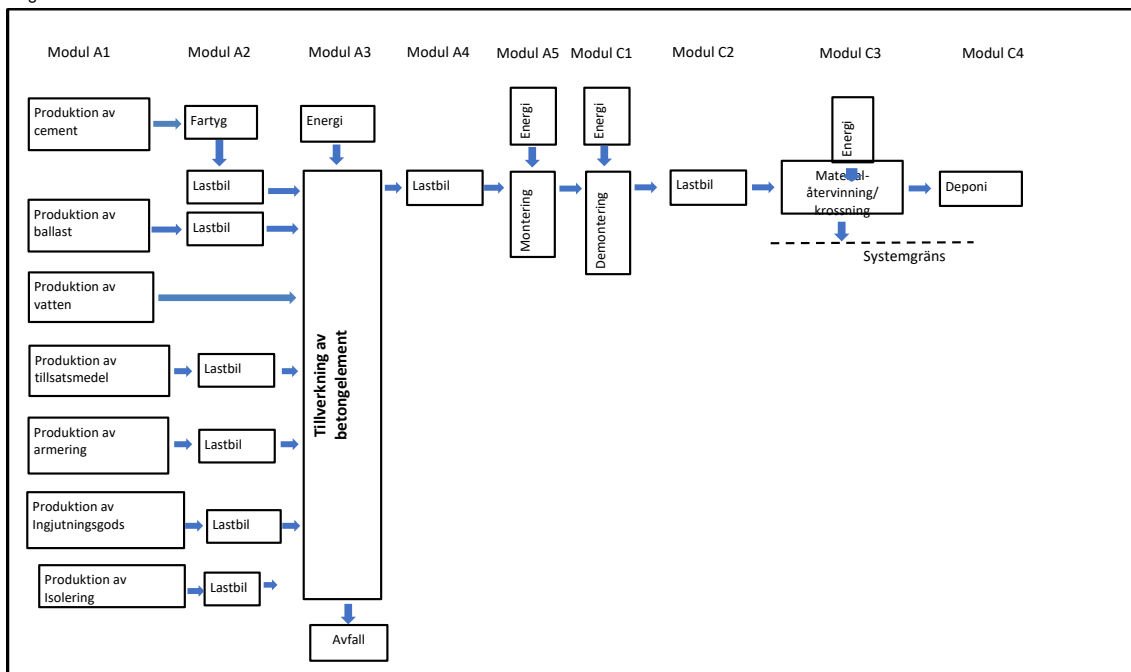 Modul A1
Modul A2
Modul A3
Modul A4
Modul A5
Modul C1
Modul C2
Modul C3
Modul C4
Produktion av
cement
Fartyg
Energi
Energi
Energi
Energi
Lastbil
Lastbil
Montering
Demontering
Lastbil
Material-
återvinning/
krossning
Deponi
Produktion av
ballast
Lastbil
Systemgräns
Produktion av
vatten
Tillverkning av
betongelement
Produktion av
tillsatsmedel
Lastbil
Produktion av
armering
Lastbil
Produktion av
Ingjutningsgods
Lastbil
Produktion av
Isolering
Lastbil
Avfall